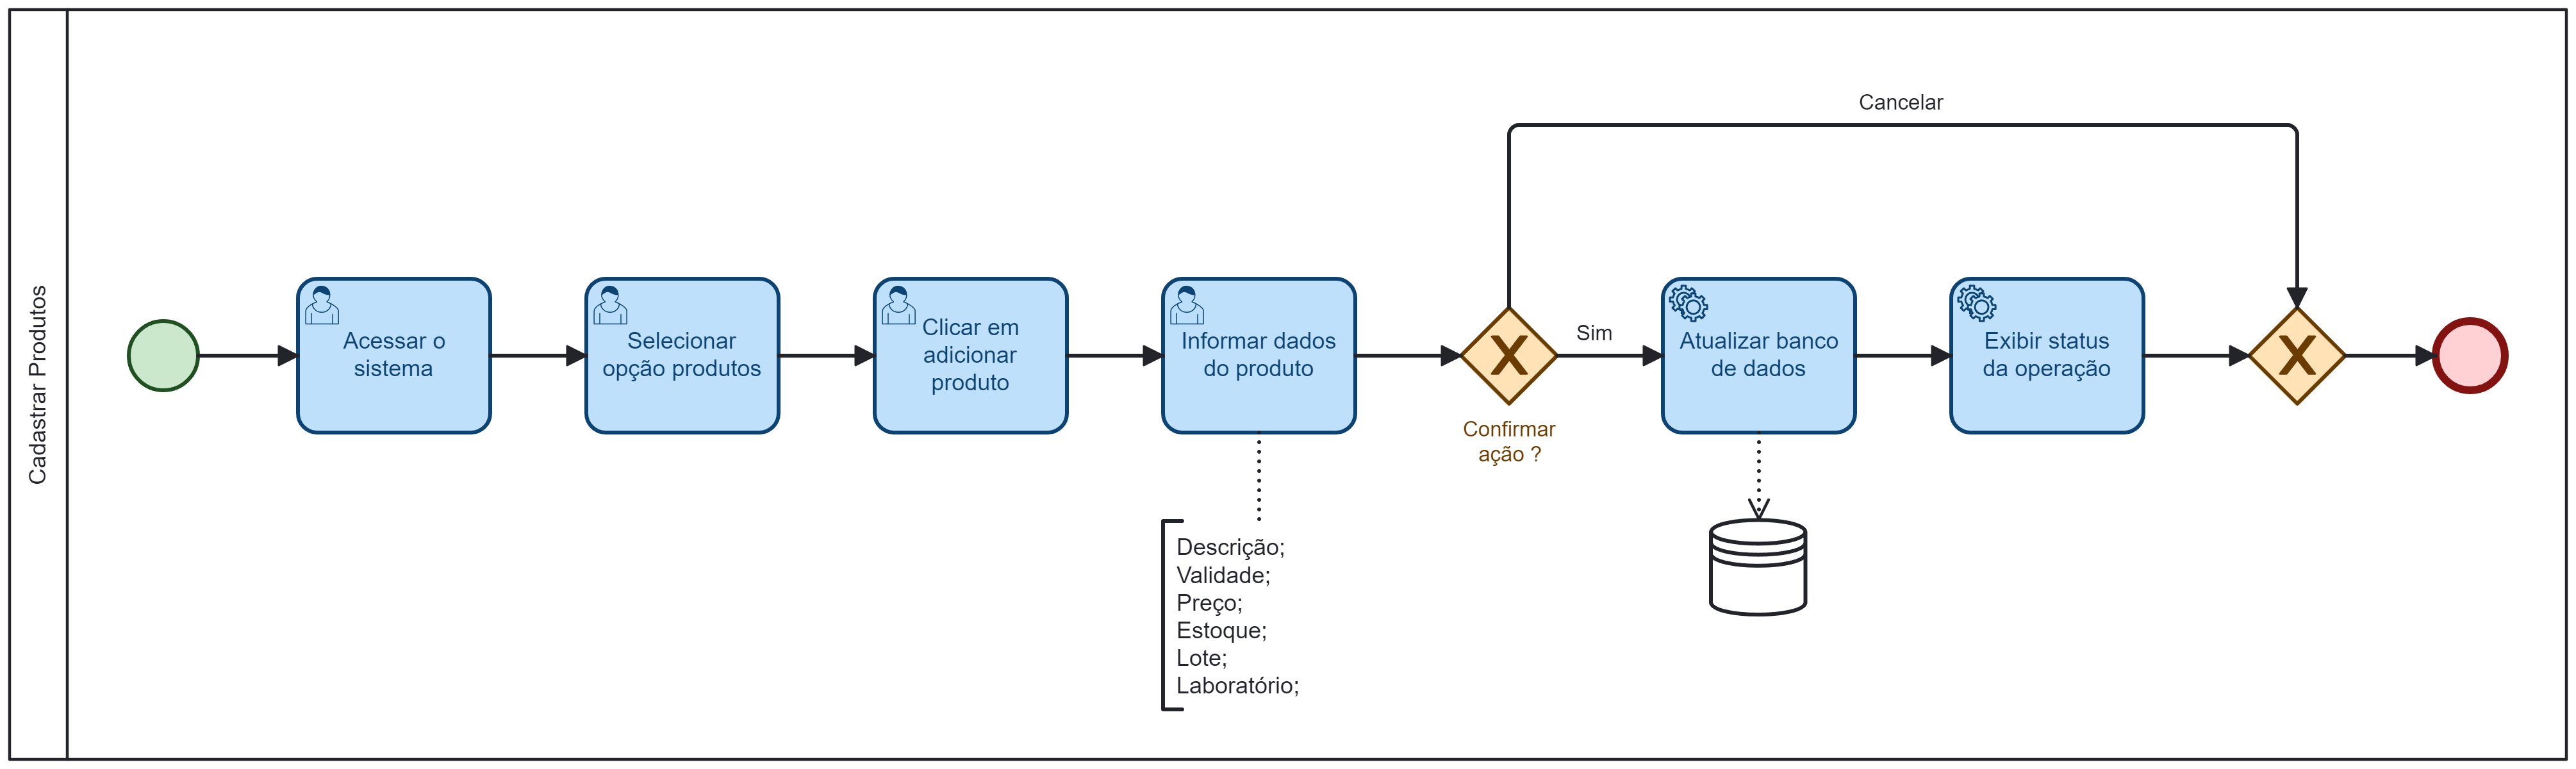 Cadastrar Produtos
Acessar o
sistema
Selecionar
opção produtos
Clicar em
adicionar
produto
Informar dados
do produto
Descrição;
Validade;
Preço;
Estoque;
Lote;
Laboratório;
X
Confirmar
ação ?
Cancelar
Sim
Atualizar banco
de dados
Exibir status
da operação
X